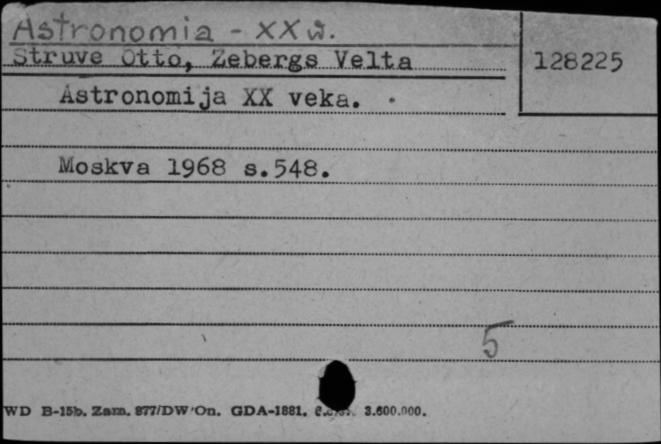 Astronomia - XX w.
Struve Otto, Zebergs Velta
128225
Astronomija XX veka.
Moskva 1968 s.548.
5
WD B-15b. Zam. 877/DW/On. GDA-1881. 3.600.000.